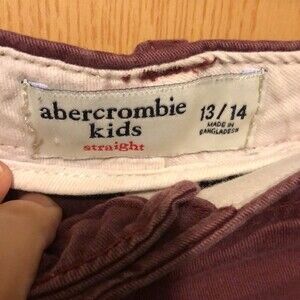 abercrombie
kids
straight
13/14
MADE IN
BANGLADESH